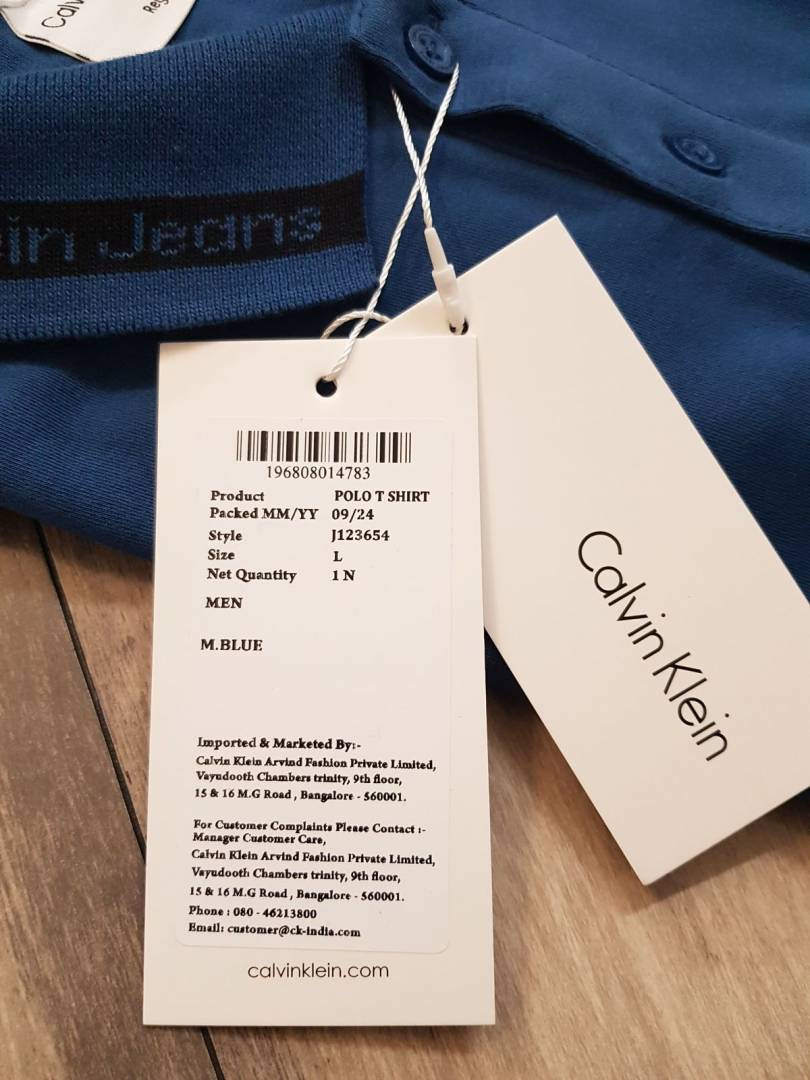 Calv
Reg
ein Jeans
196808014783
Product POLO T SHIRT
Packed MM/YY 09/24
Style J123654
Size L
Net Quantity 1 N
MEN
M.BLUE
Imported & Marketed By:-
Calvin Klein Arvind Fashion Private Limited,
Vayudooth Chambers trinity, 9th floor,
15 & 16 M.G Road , Bangalore - 560001.
For Customer Complaints Please Contact :-
Manager Customer Care,
Calvin Klein Arvind Fashion Private Limited,
Vayudooth Chambers trinity, 9th floor,
15 & 16 M.G Road , Bangalore - 560001.
Phone : 080 - 46213800
Email: customer@ck-india.com
calvinklein.com
Calvin Klein